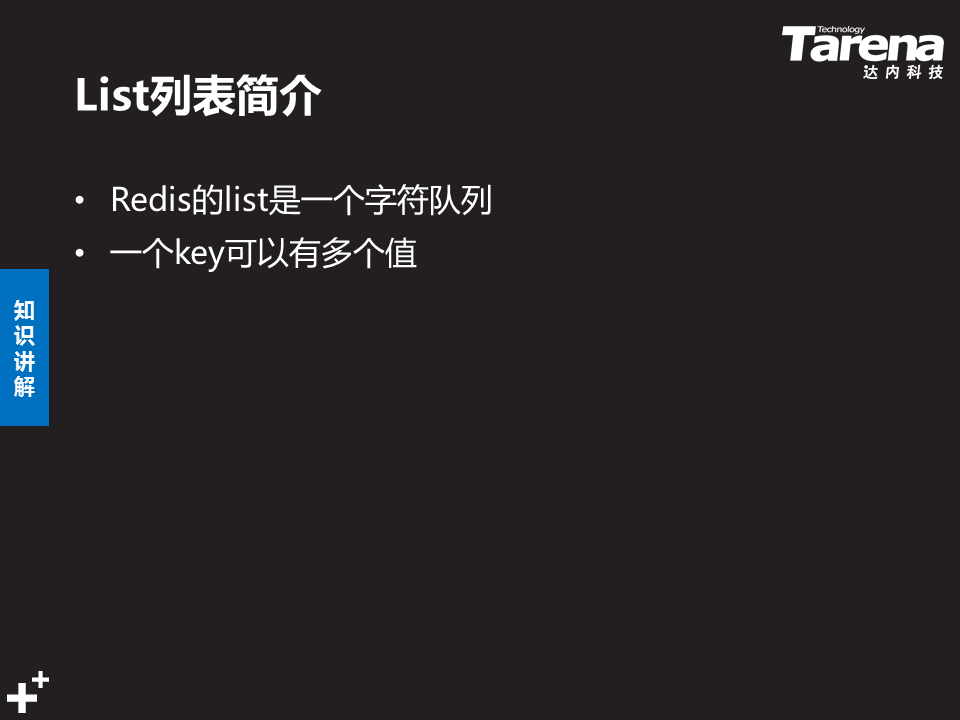 Technology
Tarena
达内科技
List列表简介
• Redis的list是一个字符队列
• 一个key可以有多个值
知
识
讲
解